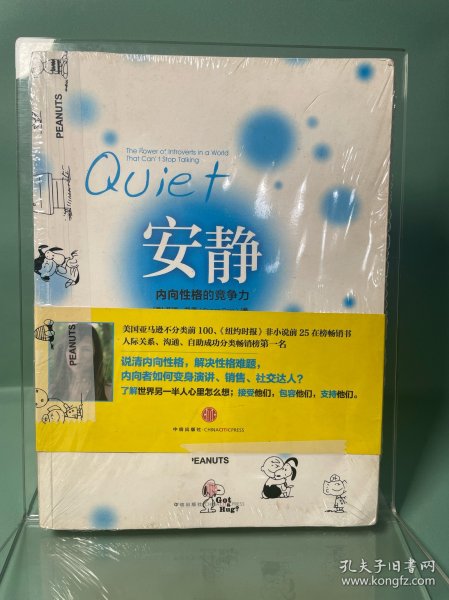 PEANUTS
The Power of Introverts in a World
That Can't Stop Talking
Quiet
安静
内向性格的竞争力
美国亚马逊不分类前100、《纽约时报》非小说前25在榜畅销书
人际关系、沟通、自助成功分类畅销榜第一名
说清内向性格，解决性格难题，
内向者如何变身演讲、销售、社交达人？
了解世界另一半人心里怎么想；接受他们，包容他们，支持他们。
中信出版社·CHINACITICPRESS
PEANUTS
PEANUTS
中信出版社
PRESS
Got
a
Hug?
孔夫子旧书网
www.kongfz.com